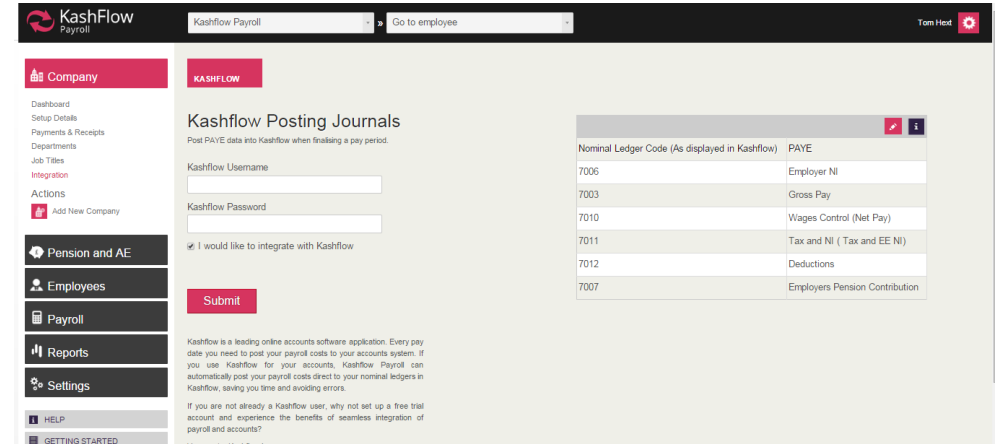 KashFlow
Payroll
Kashflow Payroll
»
Go to employee
Tom Hext
Company
Dashboard
Setup Details
Payments & Receipts
Departments
Job Titles
Integration
Actions
Add New Company
Pension and AE
Employees
Payroll
Reports
Settings
HELP
GETTING STARTED
KASHFLOW
Kashflow Posting Journals
Post PAYE data into Kashflow when finalising a pay period.
Kashflow Username
Kashflow Password
I would like to integrate with Kashflow
Submit
Kashflow is a leading online accounts software application. Every pay
date you need to post your payroll costs to your accounts system. If
you use Kashflow for your accounts, Kashflow Payroll can
automatically post your payroll costs direct to your nominal ledgers in
Kashflow, saving you time and avoiding errors.
If you are not already a Kashflow user, why not set up a free trial
account and experience the benefits of seamless integration of
payroll and accounts?
Nominal Ledger Code (As displayed in Kashflow) PAYE
7006 Employer NI
7003 Gross Pay
7010 Wages Control (Net Pay)
7011 Tax and NI ( Tax and EE NI)
7012 Deductions
7007 Employers Pension Contribution